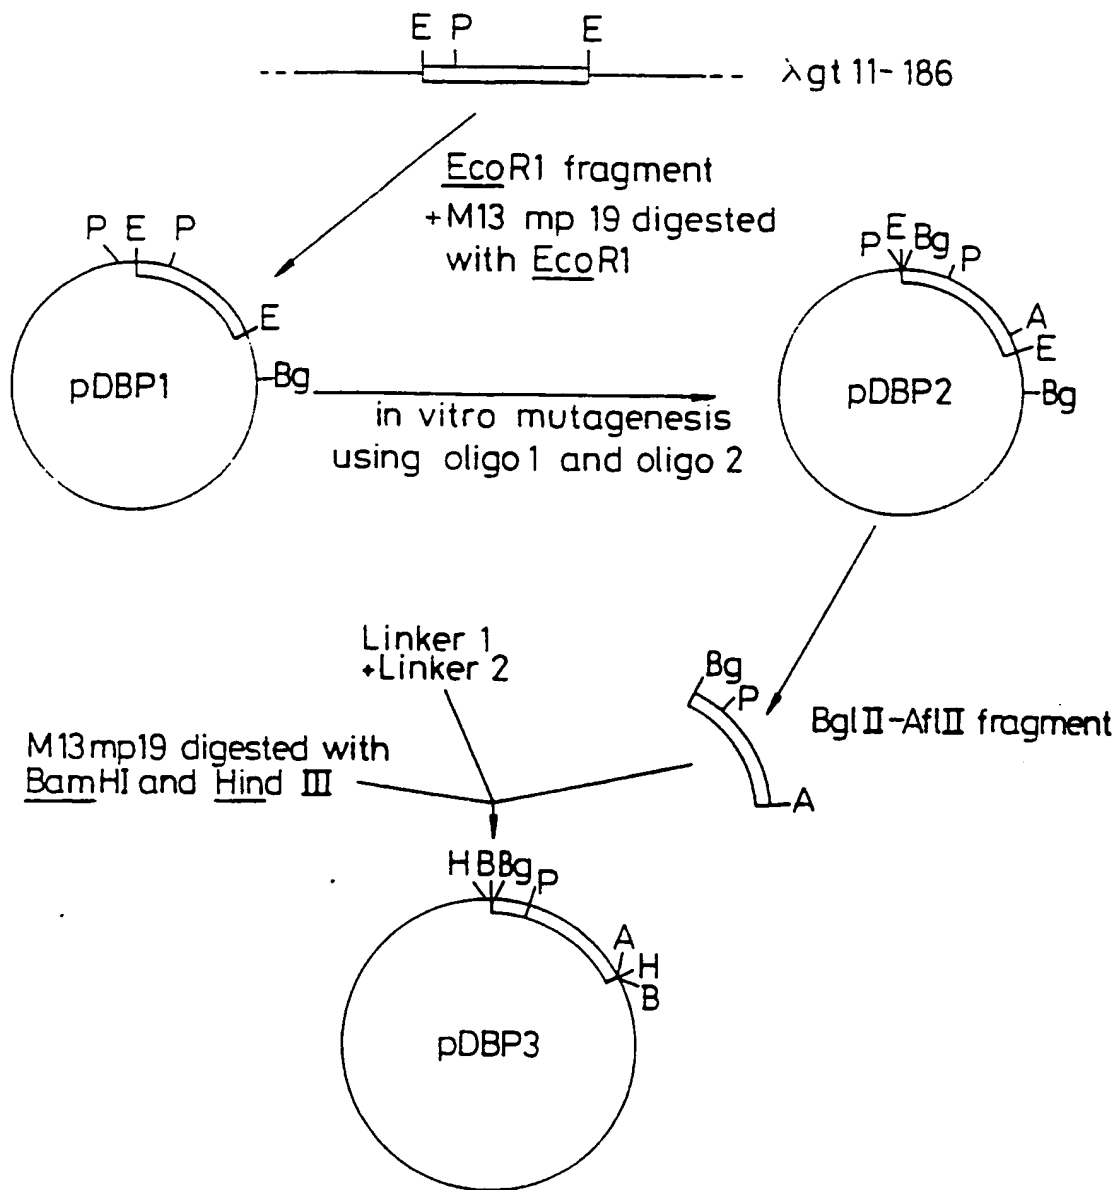 E P E
λgt 11-186
EcoR1 fragment
+M13 mp 19 digested
with EcoR1
P E P
E
Bg
pDBP1
in vitro mutagenesis
using oligo 1 and oligo 2
P E Bg P
A
E
Bg
pDBP2
Linker 1
+Linker 2
Bg
P
A
BglII-AflII fragment
M13mp19 digested with
BamHI and Hind III
H B Bg P
A
H
B
pDBP3